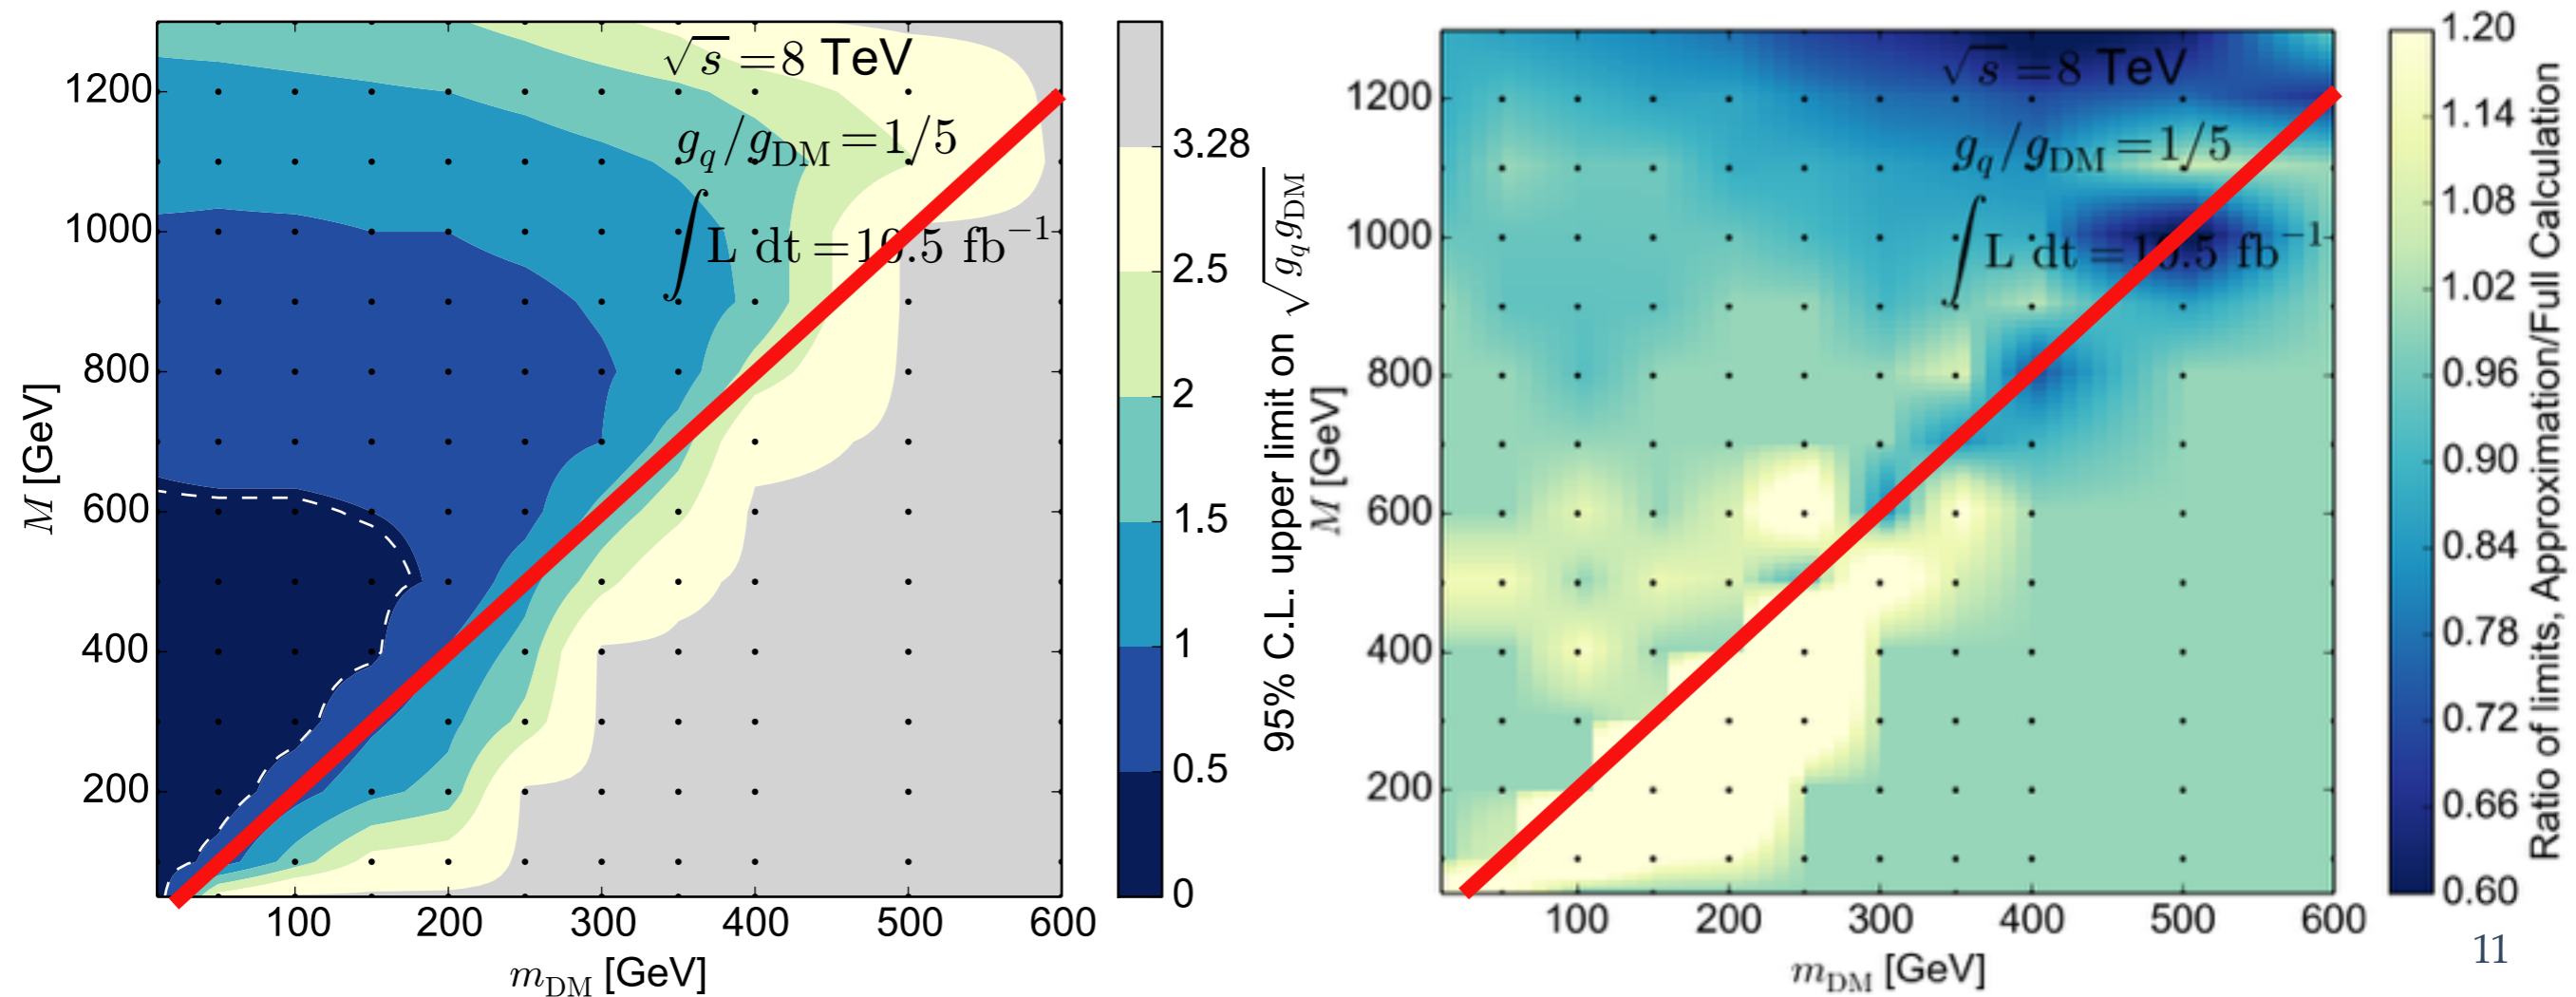 √s = 8 TeV
g_q/g_DM = 1/5
∫ L dt = 10.5 fb⁻¹
1200
1000
800
600
400
200
M [GeV]
100 200 300 400 500 600
m_DM [GeV]
3.28
2.5
2
1.5
1
0.5
0
95% C.L. upper limit on √g_q g_DM
√s = 8 TeV
g_q/g_DM = 1/5
∫ L dt = 10.5 fb⁻¹
1200
1000
800
600
400
200
M [GeV]
100 200 300 400 500 600
m_DM [GeV]
1.20
1.14
1.08
1.02
0.96
0.90
0.84
0.78
0.72
0.66
0.60
Ratio of limits, Approximation/Full Calculation
11